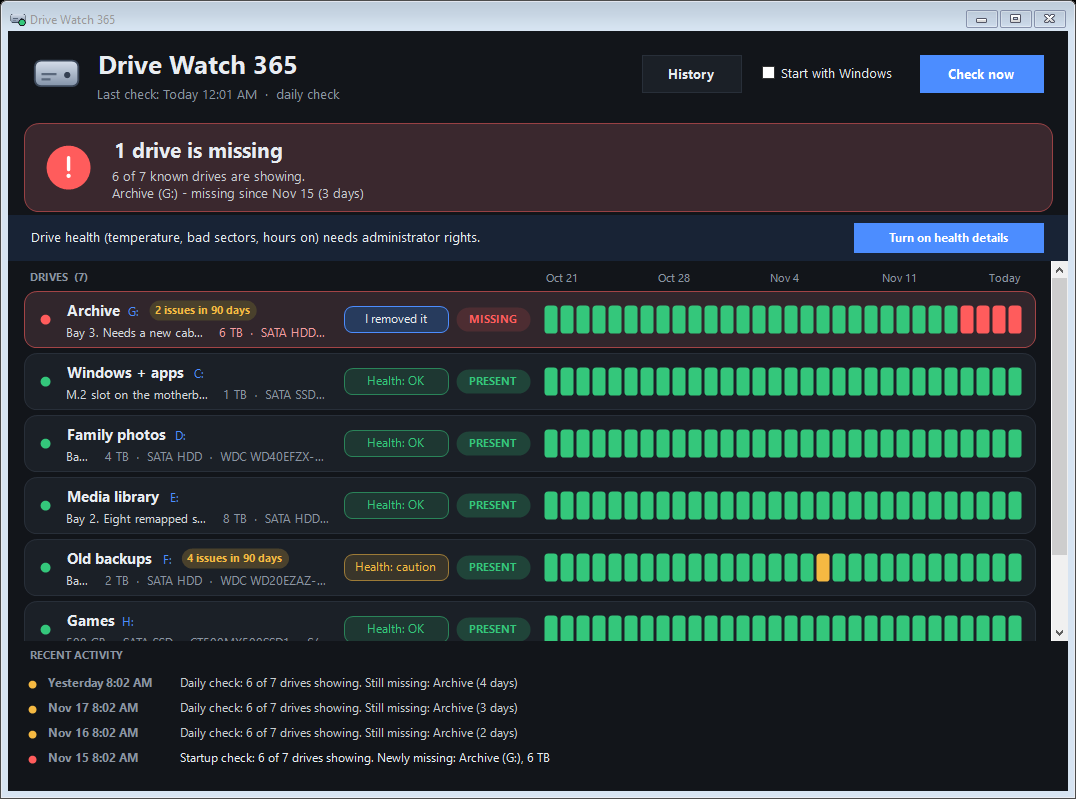 Drive Watch 365
Drive Watch 365
Last check: Today 12:01 AM · daily check
History
Start with Windows
Check now
!
1 drive is missing
6 of 7 known drives are showing.
Archive (G:) - missing since Nov 15 (3 days)
Drive health (temperature, bad sectors, hours on) needs administrator rights.
Turn on health details
DRIVES (7)
Oct 21 Oct 28 Nov 4 Nov 11 Today
Archive G: 2 issues in 90 days
Bay 3. Needs a new cab... 6 TB · SATA HDD...
I removed it
MISSING
Windows + apps C:
M.2 slot on the motherb... 1 TB · SATA SSD...
Health: OK
PRESENT
Family photos D:
Ba... 4 TB · SATA HDD · WDC WD40EFZX-...
Health: OK
PRESENT
Media library E:
Bay 2. Eight remapped s... 8 TB · SATA HDD...
Health: OK
PRESENT
Old backups F: 4 issues in 90 days
Ba... 2 TB · SATA HDD · WDC WD20EZAZ-...
Health: caution
PRESENT
Games H:
Health: OK
PRESENT
RECENT ACTIVITY
Yesterday 8:02 AM Daily check: 6 of 7 drives showing. Still missing: Archive (4 days)
Nov 17 8:02 AM Daily check: 6 of 7 drives showing. Still missing: Archive (3 days)
Nov 16 8:02 AM Daily check: 6 of 7 drives showing. Still missing: Archive (2 days)
Nov 15 8:02 AM Startup check: 6 of 7 drives showing. Newly missing: Archive (G:), 6 TB